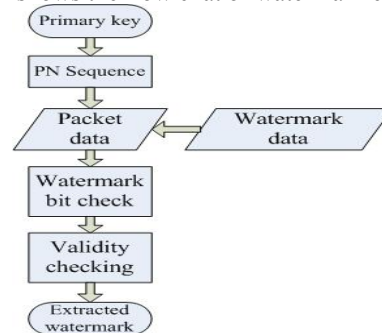 Primary key
PN Sequence
Packet
data
Watermark
data
Watermark
bit check
Validity
checking
Extracted
watermark